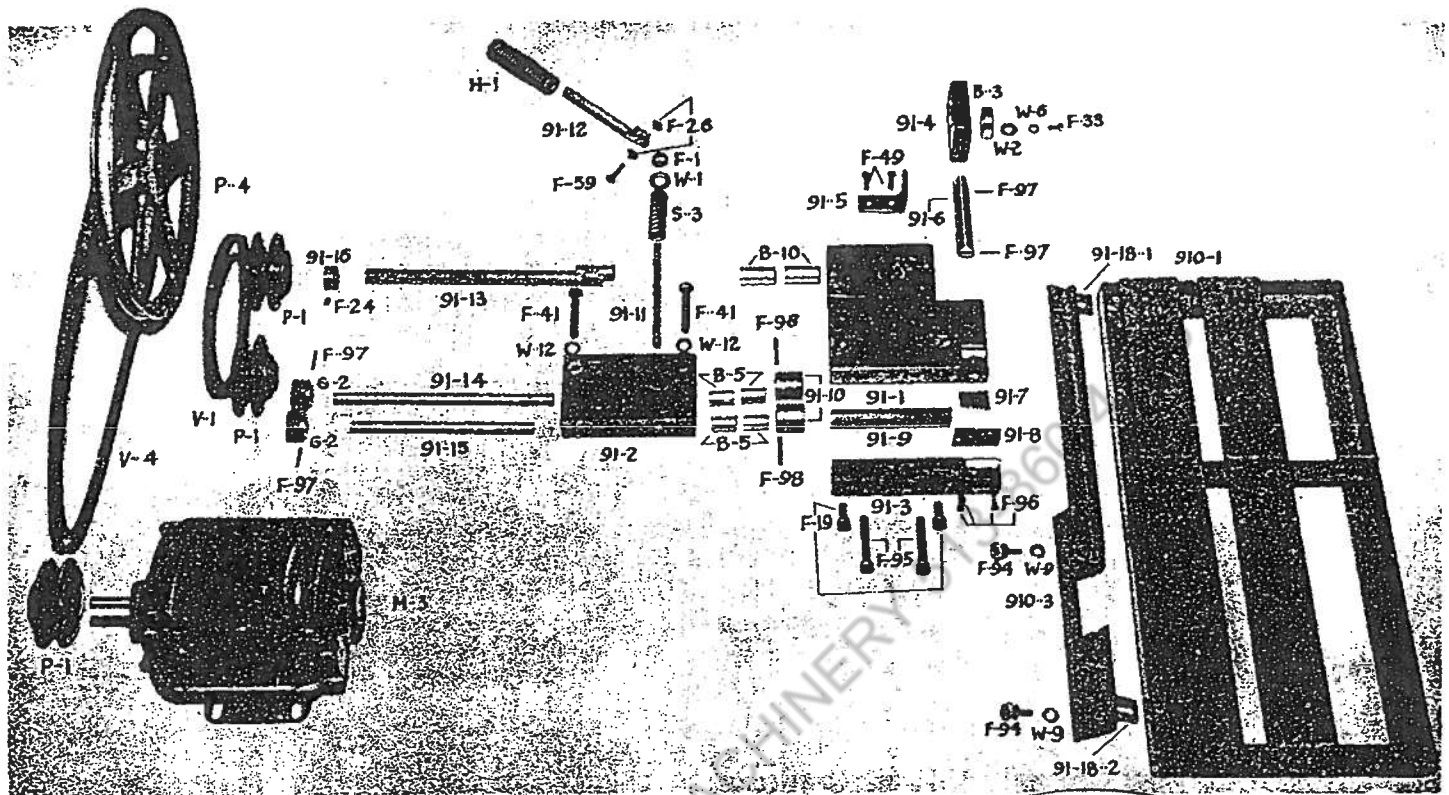 H-1
91-12
F-26
F-1
F-59
W-1
S-3
B-3
W-6
F-33
91-4
W-2
F-49
91-5
F-97
91-6
F-97
P-4
91-16
91-13
F-24
P-1
F-41
91-11
F-41
B-10
91-18-1
910-1
W-12
W-12
F-98
F-97
G-2
91-14
B-5
91-10
91-1
91-7
V-1
P-1
G-2
91-15
91-2
B-5
91-9
91-8
V-4
F-97
F-98
91-3
F-96
F-19
F-95
F-94
W-9
M-3
910-3
P-1
F-94
W-9
91-18-2